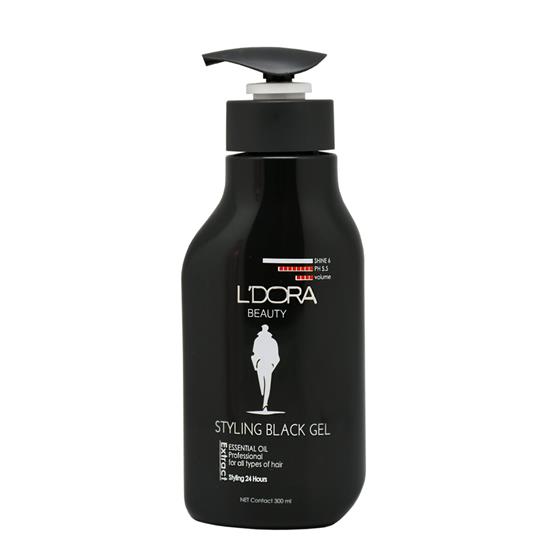 SHINE 6
PH 5.5
volume
L'DORA
BEAUTY
STYLING BLACK GEL
Extract
ESSENTIAL OIL
Professional
for all types of hair
Styling 24 Hours
NET Contact 300 ml